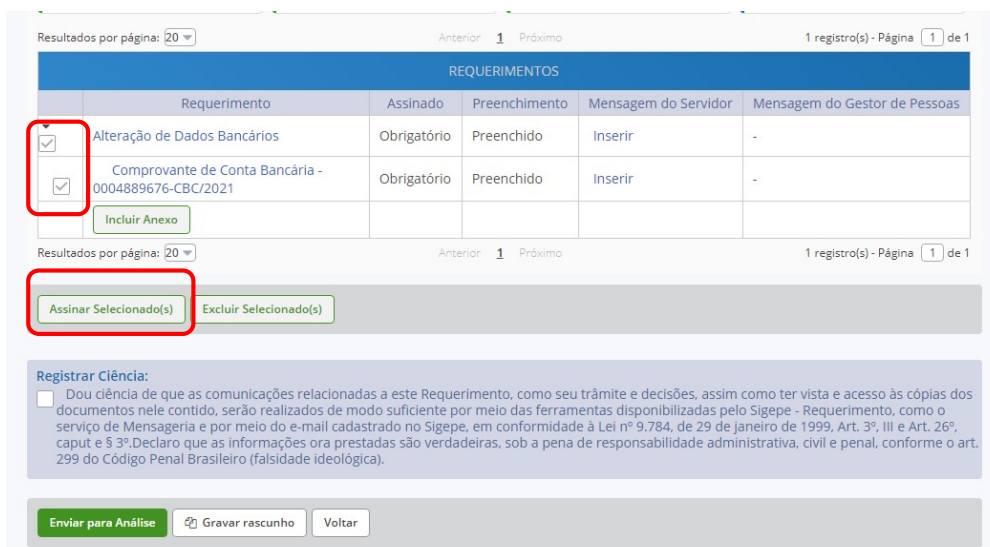 Resultados por página: 20 Anterior 1 Próximo 1 registro(s) - Página 1 de 1
REQUERIMENTOS
Requerimento Assinado Preenchimento Mensagem do Servidor Mensagem do Gestor de Pessoas
Alteração de Dados Bancários Obrigatório Preenchido Inserir -
Comprovante de Conta Bancária -
0004889676-CBC/2021 Obrigatório Preenchido Inserir -
Incluir Anexo
Resultados por página: 20 Anterior 1 Próximo 1 registro(s) - Página 1 de 1
Assinar Selecionado(s) Excluir Selecionado(s)
Registrar Ciência:
Dou ciência de que as comunicações relacionadas a este Requerimento, como seu trâmite e decisões, assim como ter vista e acesso às cópias dos
documentos nele contido, serão realizados de modo suficiente por meio das ferramentas disponibilizadas pelo Sigepe - Requerimento, como o
serviço de Mensageria e por meio do e-mail cadastrado no Sigepe, em conformidade à Lei nº 9.784, de 29 de janeiro de 1999, Art. 3º, III e Art. 26º,
caput e § 3º.Declaro que as informações ora prestadas são verdadeiras, sob a pena de responsabilidade administrativa, civil e penal, conforme o art.
299 do Código Penal Brasileiro (falsidade ideológica).
Enviar para Análise Gravar rascunho Voltar